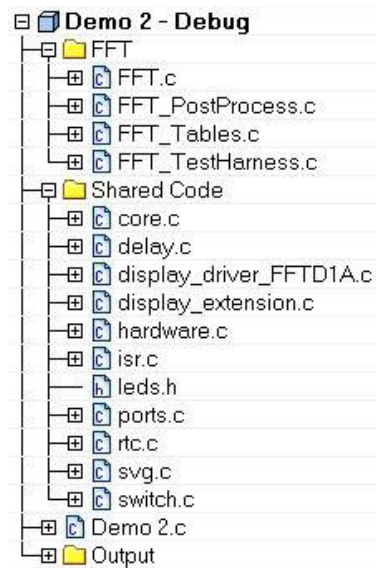 Demo 2 - Debug
FFT
FFT.c
FFT_PostProcess.c
FFT_Tables.c
FFT_TestHarness.c
Shared Code
core.c
delay.c
display_driver_FFTD1A.c
display_extension.c
hardware.c
isr.c
leds.h
ports.c
rtc.c
svg.c
switch.c
Demo 2.c
Output